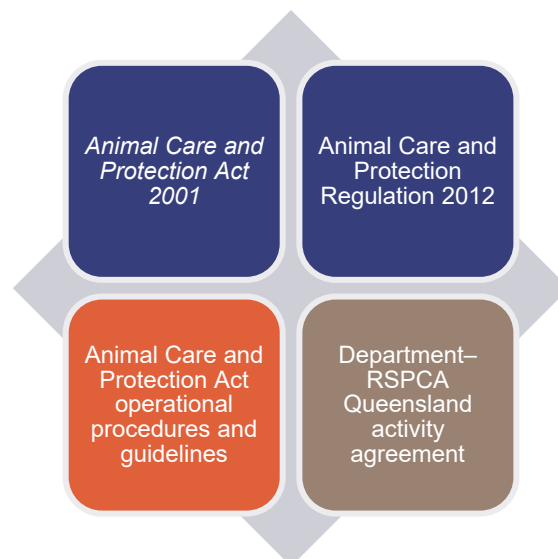 Animal Care and
Protection Act
2001
Animal Care and
Protection
Regulation 2012
Animal Care and
Protection Act
operational
procedures and
guidelines
Department–
RSPCA
Queensland
activity
agreement